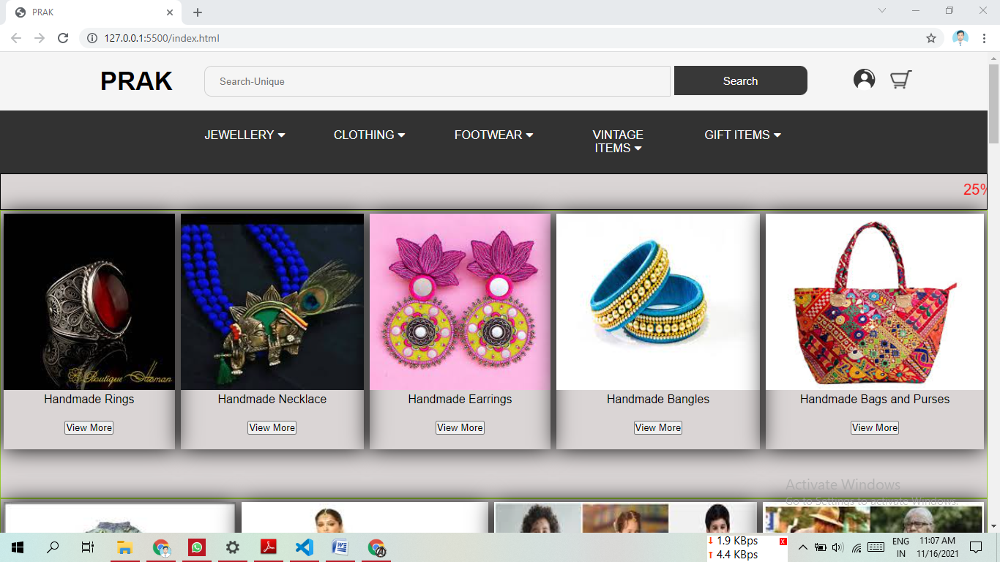 PRAK
127.0.0.1:5500/index.html
PRAK
Search-Unique
Search
JEWELLERY
CLOTHING
FOOTWEAR
VINTAGE
ITEMS
GIFT ITEMS
25%
Boutique Ottoman
Handmade Rings
Handmade Necklace
Handmade Earrings
Handmade Bangles
Handmade Bags and Purses
View More
View More
View More
View More
View More
Activate Windows
Go to Settings to activate Windows.
1.9 KBps
4.4 KBps
ENG
IN
11:07 AM
11/16/2021